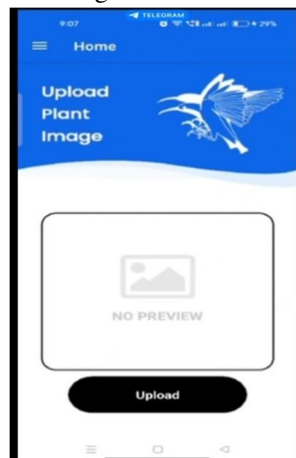 TELEGRAM
9:07
29%
Home
Upload
Plant
Image
NO PREVIEW
Upload